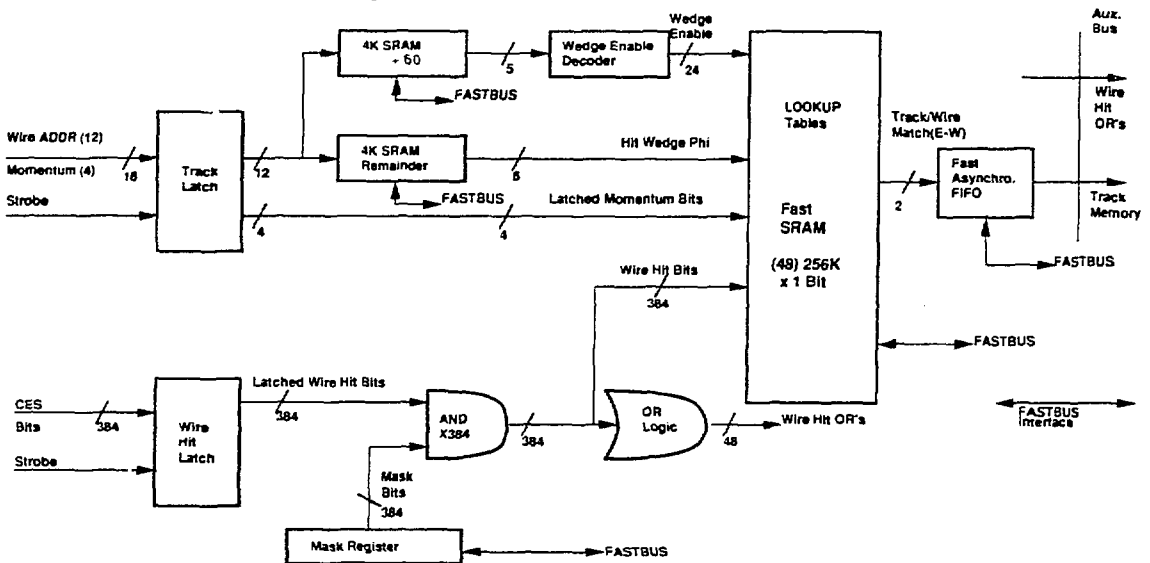 4K SRAM
÷ 60
5
Wedge Enable
Decoder
Wedge
Enable
24
FASTBUS
Wire ADDR (12)
Momentum (4)
16
Strobe
Track
Latch
12
4K SRAM
Remainder
6
Hit Wedge Phi
FASTBUS
4
Latched Momentum Bits
4
LOOKUP
Tables
Fast
SRAM
(48) 256K
x 1 Bit
Track/Wire
Match(E-W)
2
Fast
Asynchro.
FIFO
FASTBUS
Aux.
Bus
Wire
Hit
OR's
Track
Memory
Wire Hit Bits
384
FASTBUS
CES
Bits
384
Strobe
Wire
Hit
Latch
Latched Wire Hit Bits
384
AND
X384
384
OR
Logic
48
Wire Hit OR's
FASTBUS
Interface
Mask
Bits
384
Mask Register
FASTBUS